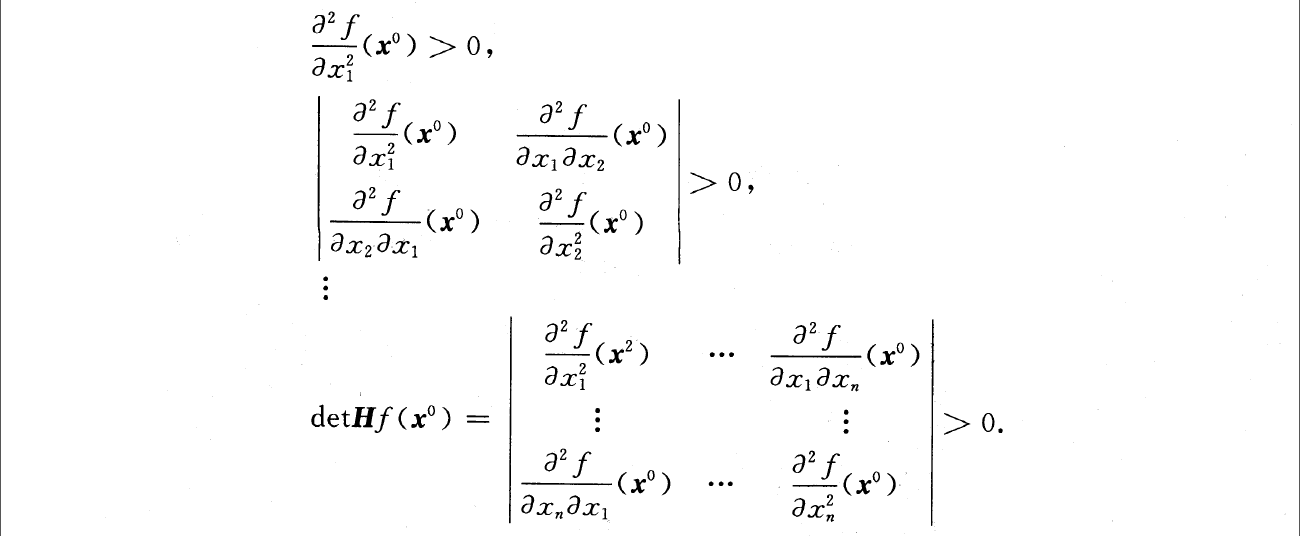 $\frac{\partial^2 f}{\partial x_1^2}(\boldsymbol{x}^0) > 0,$
$\begin{vmatrix} \frac{\partial^2 f}{\partial x_1^2}(\boldsymbol{x}^0) & \frac{\partial^2 f}{\partial x_1 \partial x_2}(\boldsymbol{x}^0) \\ \frac{\partial^2 f}{\partial x_2 \partial x_1}(\boldsymbol{x}^0) & \frac{\partial^2 f}{\partial x_2^2}(\boldsymbol{x}^0) \end{vmatrix} > 0,$
$\vdots$
$\det \boldsymbol{H} f(\boldsymbol{x}^0) = \begin{vmatrix} \frac{\partial^2 f}{\partial x_1^2}(\boldsymbol{x}^2) & \cdots & \frac{\partial^2 f}{\partial x_1 \partial x_n}(\boldsymbol{x}^0) \\ \vdots & & \vdots \\ \frac{\partial^2 f}{\partial x_n \partial x_1}(\boldsymbol{x}^0) & \cdots & \frac{\partial^2 f}{\partial x_n^2}(\boldsymbol{x}^0) \end{vmatrix} > 0.$